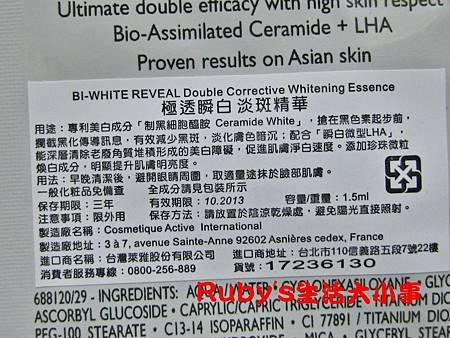 Ultimate double efficacy with high skin respect
Bio-Assimilated Ceramide + LHA
Proven results on Asian skin
BI-WHITE REVEAL Double Corrective Whitening Essence
極透瞬白 淡斑精華
用途：專利美白成分「制黑細胞醯胺 Ceramide White」，搶在黑色素起步前，
攔截黑化傳導訊息，有效減少黑斑，淡化膚色暗沉；配合「瞬白微型LHA」，
能深層清除老廢角質堆積形成的美白障礙，促進肌膚淨白速度。添加珍珠微粒
煥白成分，明顯提升肌膚明亮度。
用法：早晚清潔後，避開眼睛周圍，取適量塗抹於臉部肌膚。
一般化粧品免備查 全成分請見包裝所示
保存期限：三年 有效期限：10.2013 容量/重量：1.5ml
注意事項：限外用 保存方法：請放置於陰涼乾燥處，避免陽光直接照射。
製造廠名稱：Cosmetique Active International
製造廠地址：3 à 7, avenue Sainte-Anne 92602 Asnières cedex, France
進口商名稱：台灣萊雅股份有限公司 進口商地址：台北市110信義路五段7號22樓
消費者服務專線：0800-256-889 貨號：17236130
688120/29 - INGREDIENTS:
Ruby's生活大小事
ASCORBYL GLUCOSIDE • CAPRYLIC/CAPRIC TRIGLYCERIDE
PEG-100 STEARATE • C13-14 ISOPARAFFIN • CI 77891 / TITANIUM DIOX